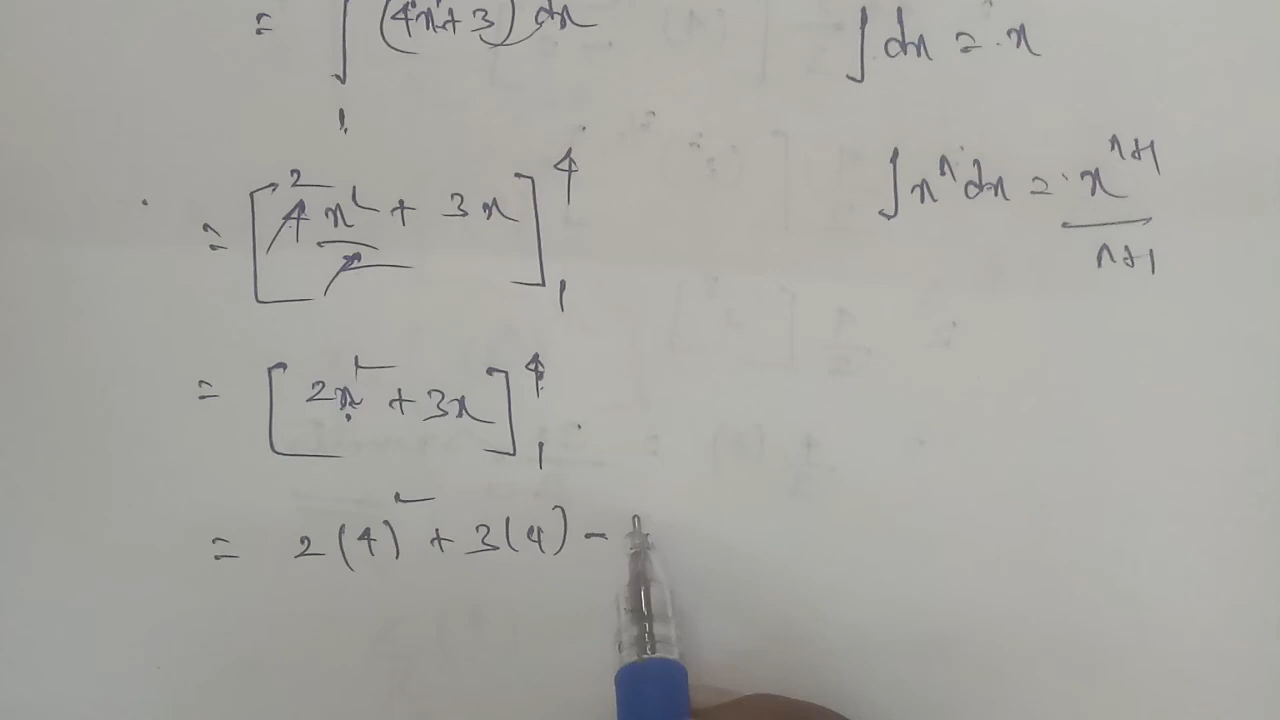 = ∫₁ (4x+3) dx
∫ dx = x
= [4x²/2 + 3x]₁⁴
∫ xⁿ dx = xⁿ⁺¹/n+1
= [2x² + 3x]₁⁴
= 2(4)² + 3(4) -